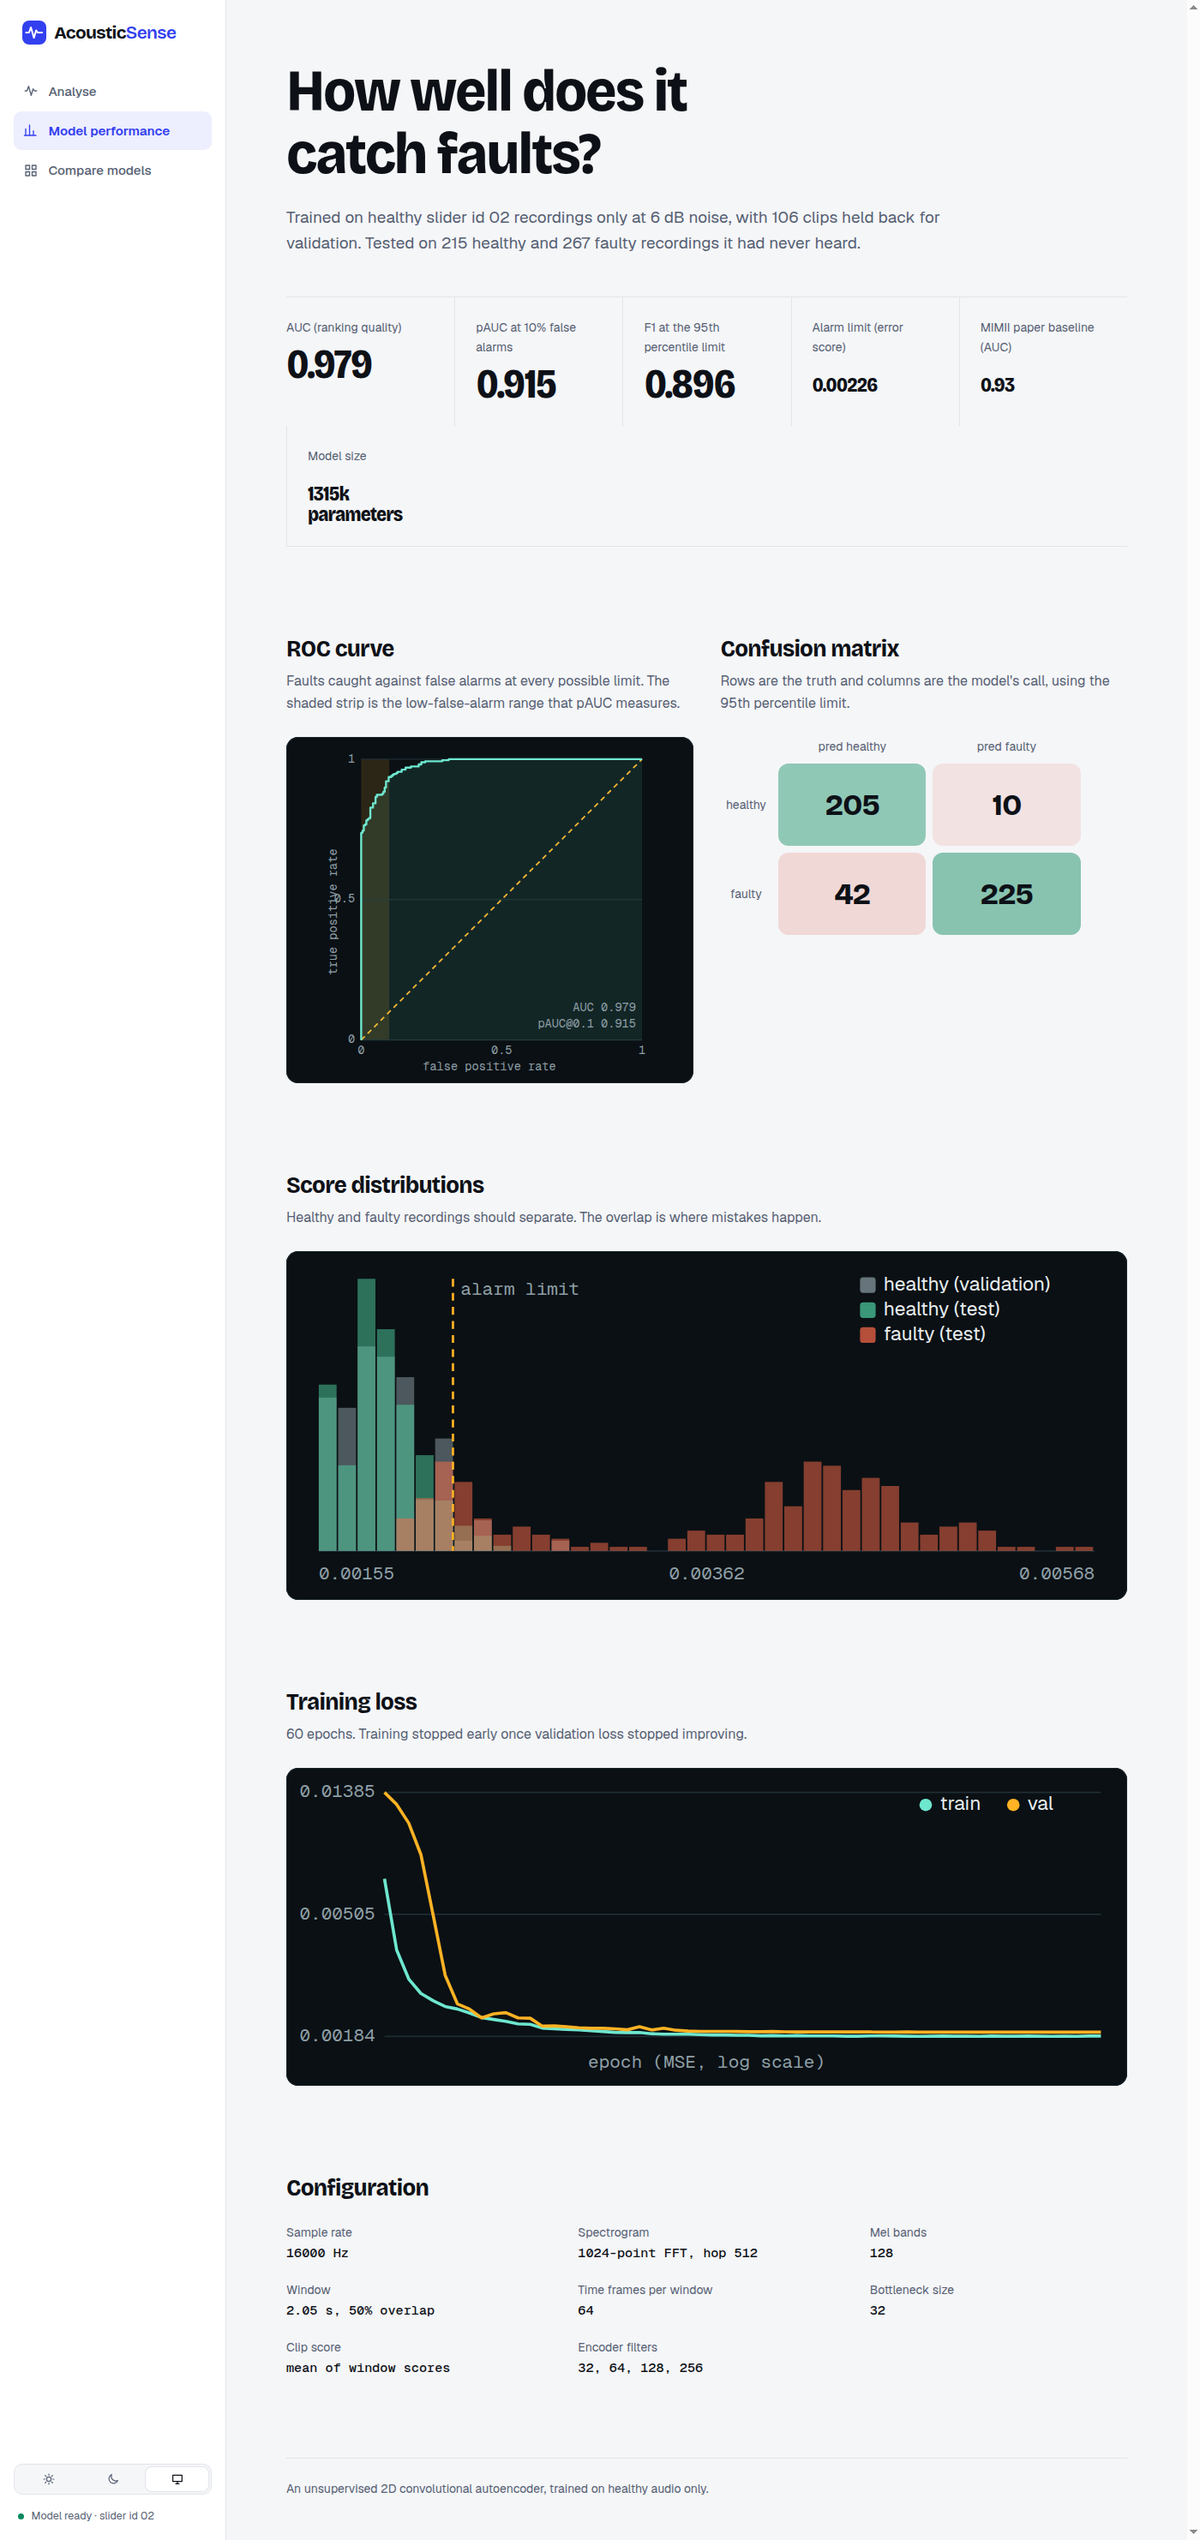 AcousticSense
Analyse
Model performance
Compare models
How well does it
catch faults?
Trained on healthy slider id 02 recordings only at 6 dB noise, with 106 clips held back for
validation. Tested on 215 healthy and 267 faulty recordings it had never heard.
AUC (ranking quality)
0.979
pAUC at 10% false
alarms
0.915
F1 at the 95th
percentile limit
0.896
Alarm limit (error
score)
0.00226
MIMII paper baseline
(AUC)
0.93
Model size
1315k
parameters
ROC curve
Faults caught against false alarms at every possible limit. The
shaded strip is the low-false-alarm range that pAUC measures.
1
0.5
0
true positive rate
AUC 0.979
pAUC@0.1 0.915
0 0.5 1
false positive rate
Confusion matrix
Rows are the truth and columns are the model's call, using the
95th percentile limit.
pred healthy pred faulty
healthy 205 10
faulty 42 225
Score distributions
Healthy and faulty recordings should separate. The overlap is where mistakes happen.
alarm limit
healthy (validation)
healthy (test)
faulty (test)
0.00155 0.00362 0.00568
Training loss
60 epochs. Training stopped early once validation loss stopped improving.
0.01385
train val
0.00505
0.00184
epoch (MSE, log scale)
Configuration
Sample rate
16000 Hz
Spectrogram
1024-point FFT, hop 512
Mel bands
128
Window
2.05 s, 50% overlap
Time frames per window
64
Bottleneck size
32
Clip score
mean of window scores
Encoder filters
32, 64, 128, 256
An unsupervised 2D convolutional autoencoder, trained on healthy audio only.
Model ready · slider id 02